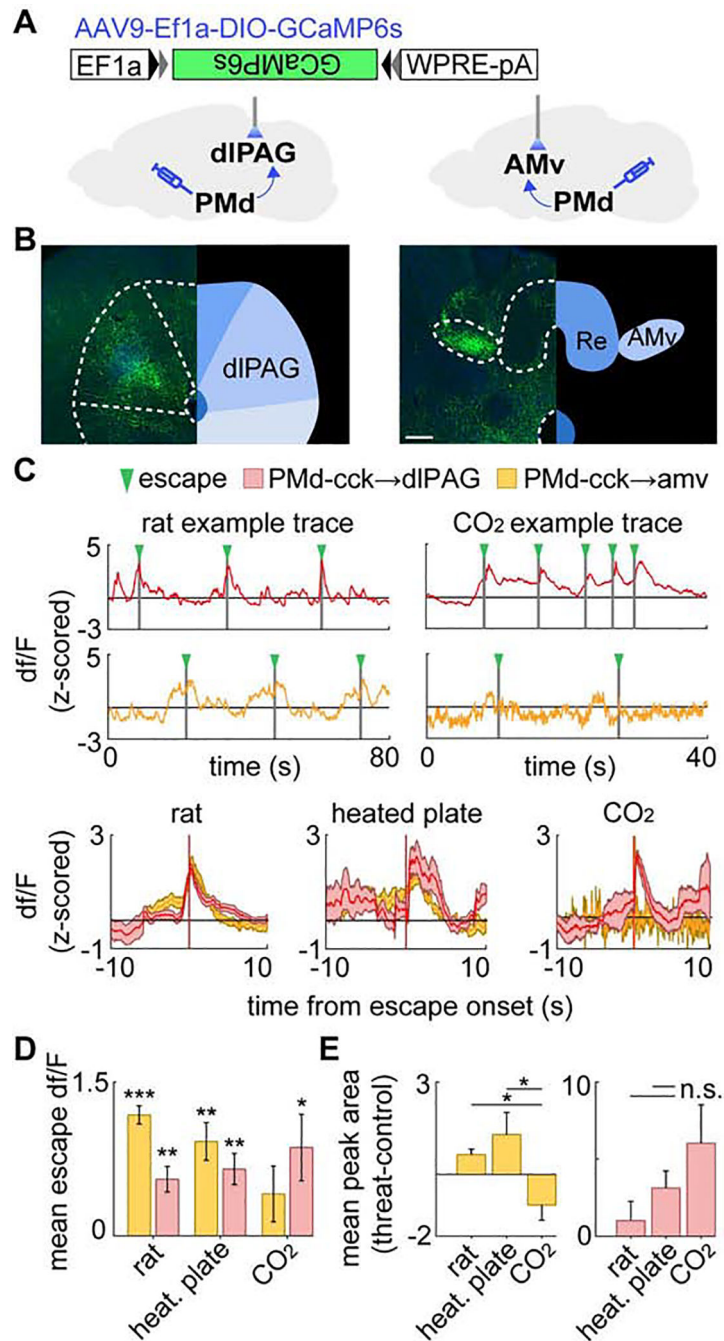 A
AAV9-Ef1a-DIO-GCaMP6s
EF1a GCaMP6s WPRE-pA
dlPAG
PMd
AMv
PMd
B
dlPAG
Re AMv
C
escape PMd-cck→dlPAG PMd-cck→amv
rat example trace CO₂ example trace
5
-3
5
-3
df/F
(z-scored)
0 80
time (s)
0 40
time (s)
rat heated plate CO₂
3 3 3
-1 -1 -1
df/F
(z-scored)
-10 10 -10 10 -10 10
time from escape onset (s)
D
mean escape df/F
1.5
0
*** ** ** ** *
rat heat. plate CO₂
E
mean peak area
(threat-control)
3
-2
*
*
rat heat. plate CO₂
10
0
n.s.
rat heat. plate CO₂